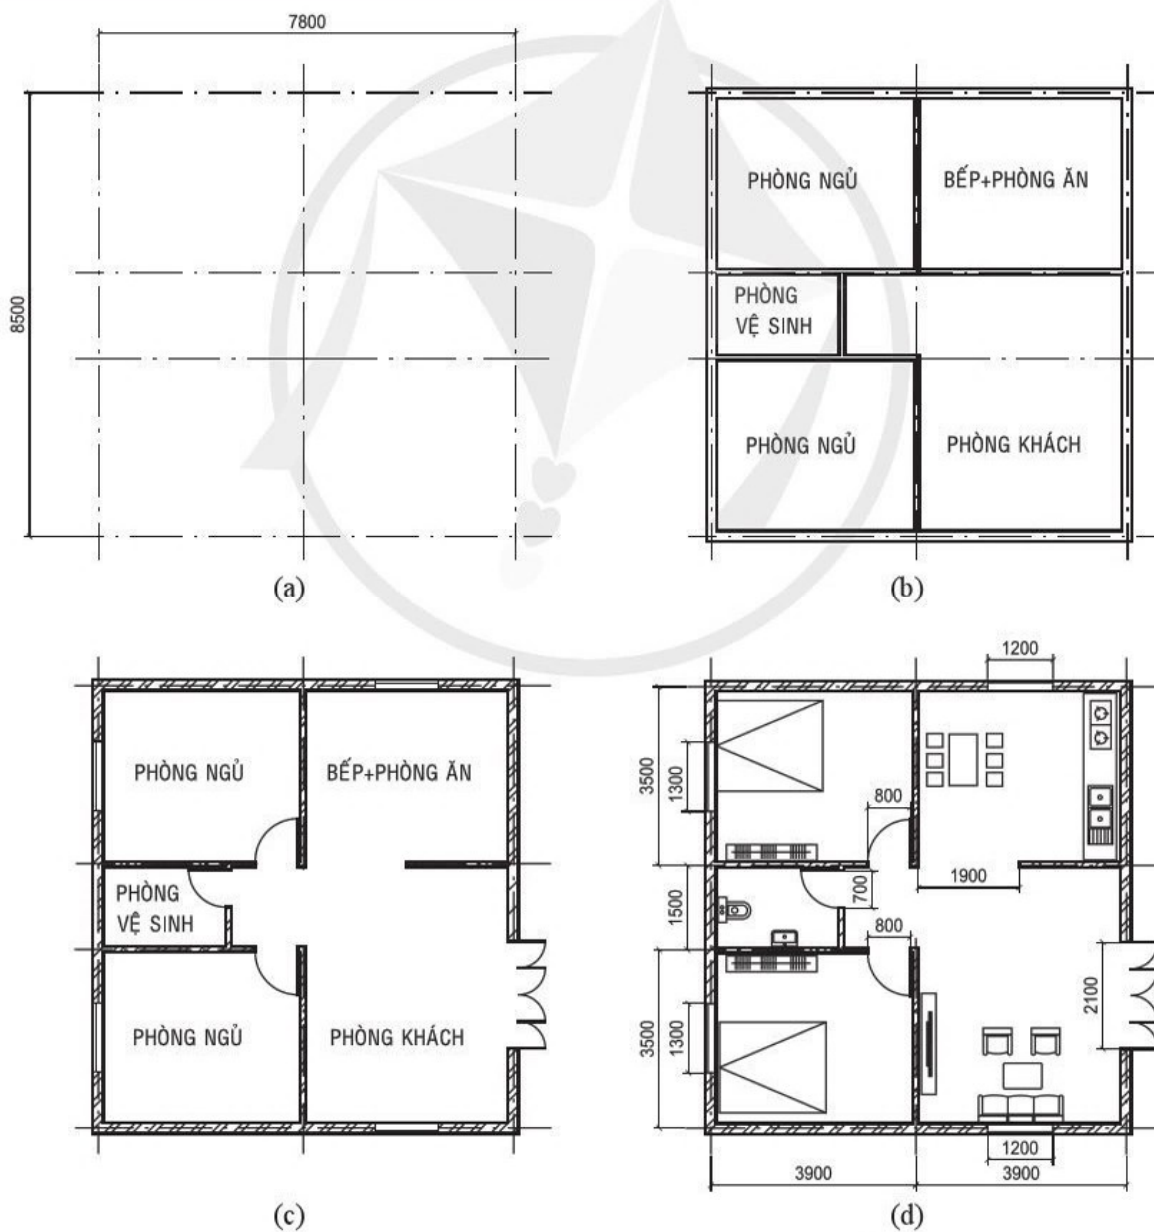 7800
8500
(a)
PHÒNG NGỦ
BẾP+PHÒNG ĂN
PHÒNG
VỆ SINH
PHÒNG NGỦ
PHÒNG KHÁCH
(b)
PHÒNG NGỦ
BẾP+PHÒNG ĂN
PHÒNG
VỆ SINH
PHÒNG NGỦ
PHÒNG KHÁCH
(c)
1200
3500
1300
800
1900
1500
700
800
3500
1300
2100
1200
3900
3900
(d)